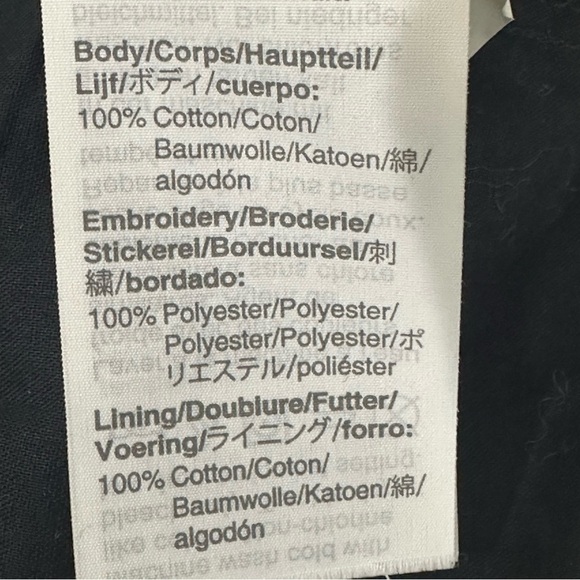 Body/Corps/Hauptteil/
Lijf/ボディ/cuerpo:
100% Cotton/Coton/
Baumwolle/Katoen/綿/
algodón
Embroidery/Broderie/
Stickerei/Borduursel/刺
繍/bordado:
100% Polyester/Polyester/
Polyester/Polyester/ポ
リエステル/poliéster
Lining/Doublure/Futter/
Voering/ライニング/forro:
100% Cotton/Coton/
Baumwolle/Katoen/綿/
algodón